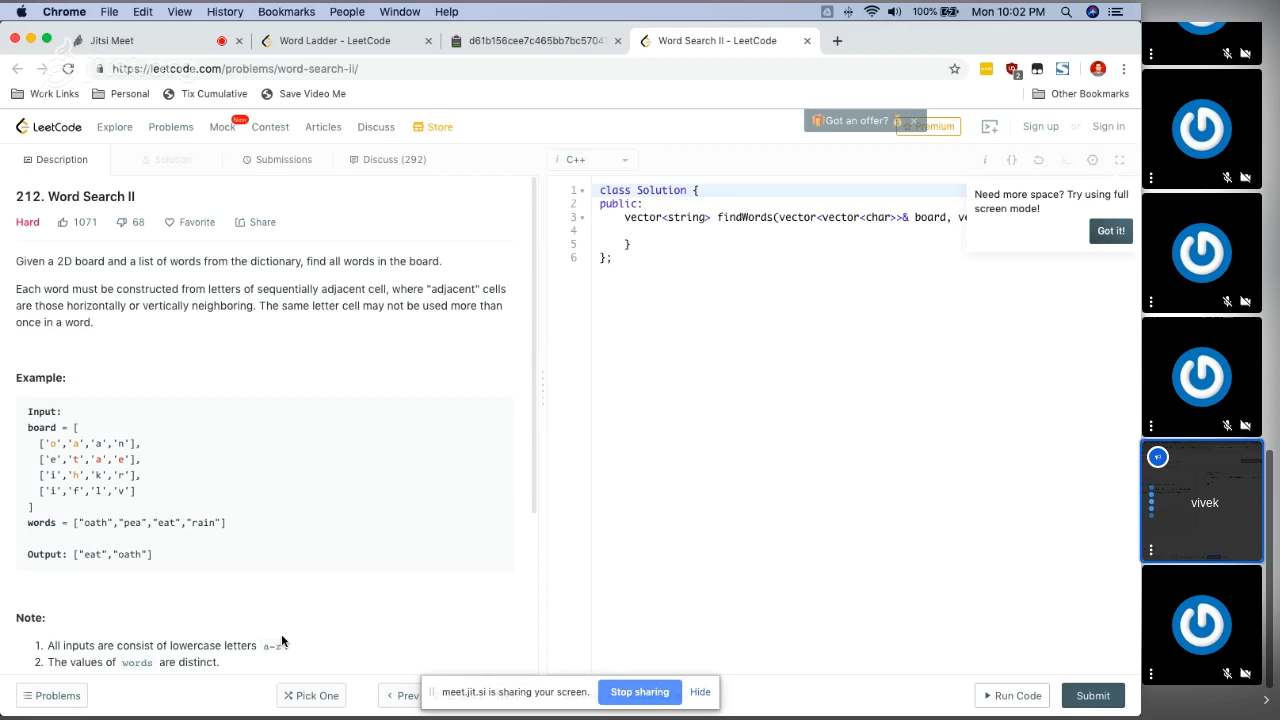 Chrome File Edit View History Bookmarks People Window Help 100% Mon 10:02 PM
Jitsi Meet Word Ladder - LeetCode d61b156cee7c465bb7bc5704 Word Search II - LeetCode
https://leetcode.com/problems/word-search-ii/ 2
Work Links Personal Tix Cumulative Save Video Me Other Bookmarks
LeetCode Explore Problems Mock New Contest Articles Discuss Store 🎁Got an offer? Premium Sign up or Sign in
Description Solution Submissions Discuss (292) i C++
212. Word Search II
Hard 1071 68 Favorite Share
Given a 2D board and a list of words from the dictionary, find all words in the board.
Each word must be constructed from letters of sequentially adjacent cell, where "adjacent" cells
are those horizontally or vertically neighboring. The same letter cell may not be used more than
once in a word.
Example:
Input:
board = [
['o','a','a','n'],
['e','t','a','e'],
['i','h','k','r'],
['i','f','l','v']
]
words = ["oath","pea","eat","rain"]
Output: ["eat","oath"]
Note:
1. All inputs are consist of lowercase letters a-z.
2. The values of words are distinct.
1 class Solution {
2 public:
3 vector<string> findWords(vector<vector<char>>& board, ve
4
5 }
6 };
Need more space? Try using full
screen mode!
Got it!
vivek
Problems Pick One Prev meet.jit.si is sharing your screen. Stop sharing Hide Run Code Submit